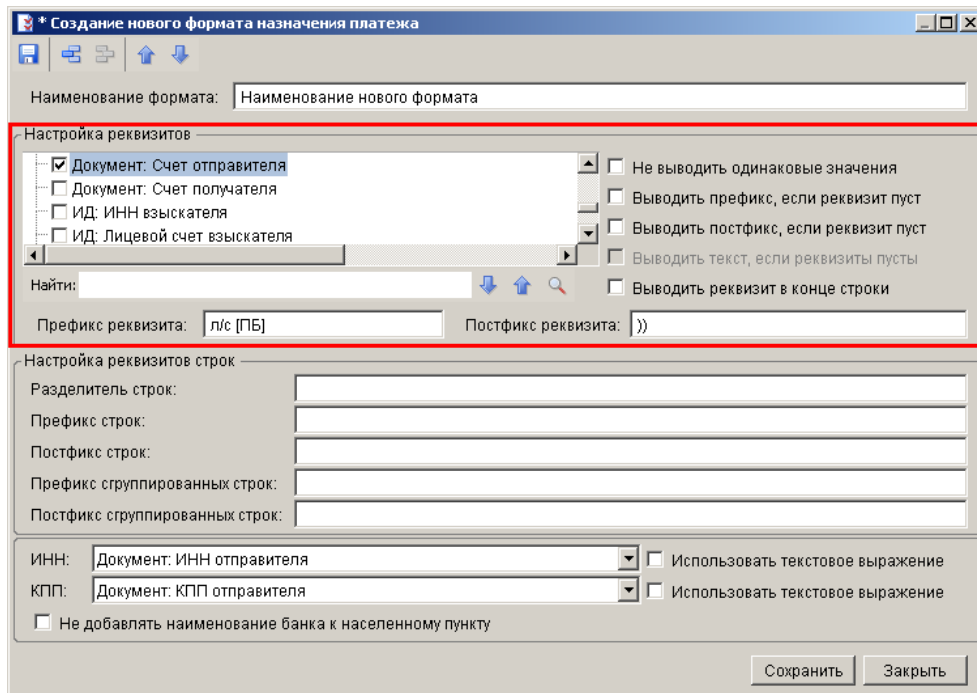 * Создание нового формата назначения платежа
Наименование формата: Наименование нового формата
Настройка реквизитов
Документ: Счет отправителя
Документ: Счет получателя
ИД: ИНН взыскателя
ИД: Лицевой счет взыскателя
Не выводить одинаковые значения
Выводить префикс, если реквизит пуст
Выводить постфикс, если реквизит пуст
Выводить текст, если реквизиты пусты
Выводить реквизит в конце строки
Найти:
Префикс реквизита: л/с [ПБ] Постфикс реквизита: ))
Настройка реквизитов строк
Разделитель строк:
Префикс строк:
Постфикс строк:
Префикс сгруппированных строк:
Постфикс сгруппированных строк:
ИНН: Документ: ИНН отправителя Использовать текстовое выражение
КПП: Документ: КПП отправителя Использовать текстовое выражение
Не добавлять наименование банка к населенному пункту
Сохранить Закрыть